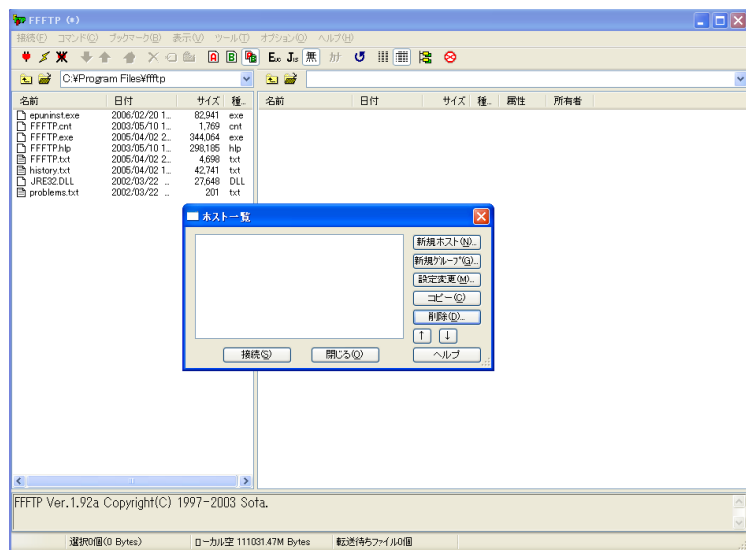 FFFTP (*)
接続(F) コマンド(C) ブックマーク(B) 表示(V) ツール(T) オプション(O) ヘルプ(H)
A B Euc Jis 無 カナ
C:¥Program Files¥ffftp
名前 日付 サイズ 種.. 名前 日付 サイズ 種.. 属性 所有者
epuninst.exe 2006/02/20 1... 82,941 exe
FFFTP.cnt 2003/05/10 1... 1,769 cnt
FFFTP.exe 2005/04/02 2... 344,064 exe
FFFTP.hlp 2003/05/10 1... 298,185 hlp
FFFTP.txt 2005/04/02 2... 4,698 txt
history.txt 2005/04/02 1... 42,741 txt
JRE32.DLL 2002/03/22 ... 27,648 DLL
problems.txt 2002/03/22 ... 201 txt
ホスト一覧
新規ホスト(N)...
新規グループ(G)...
設定変更(M)...
コピー(C)
削除(D)...
↑ ↓
接続(S) 閉じる(O) ヘルプ
FFFTP Ver.1.92a Copyright(C) 1997-2003 Sota.
選択0個(0 Bytes) ローカル空 111031.47M Bytes 転送待ちファイル0個